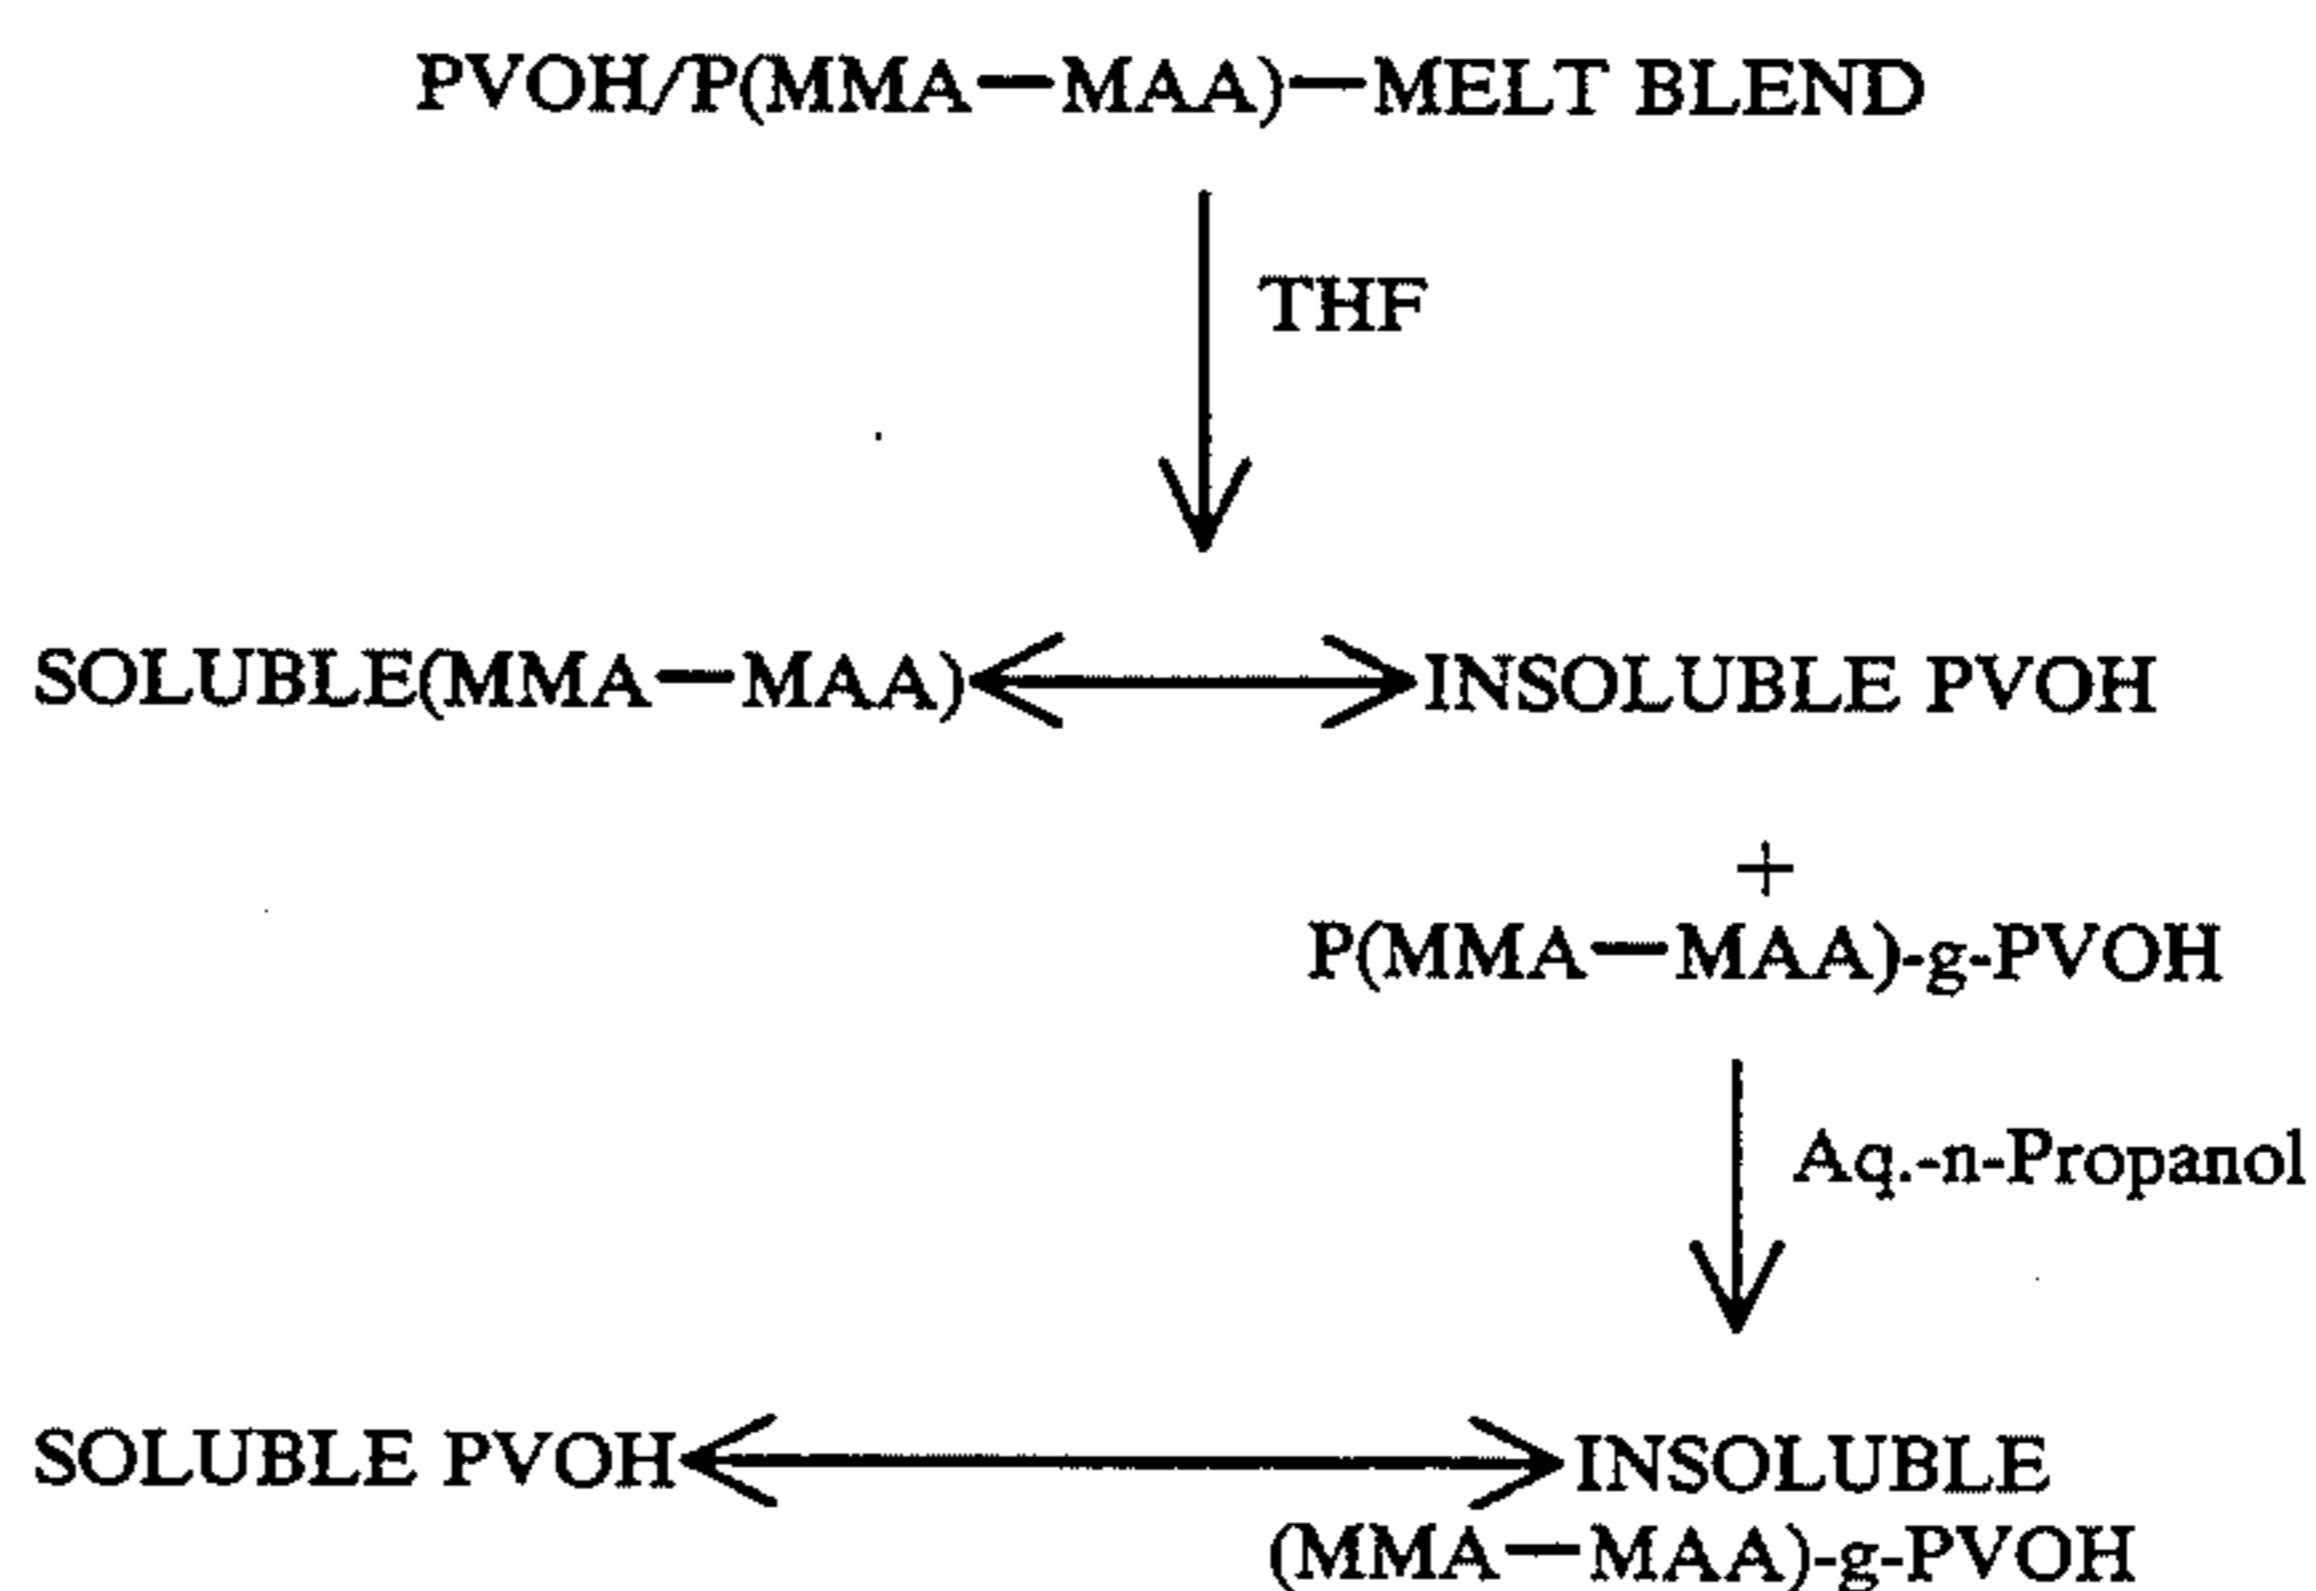 PVOH/P(MMA—MAA)—MELT BLEND
THF
SOLUBLE(MMA—MAA) INSOLUBLE PVOH
+
P(MMA—MAA)-g-PVOH
Aq.-n-Propanol
SOLUBLE PVOH INSOLUBLE
(MMA—MAA)-g-PVOH